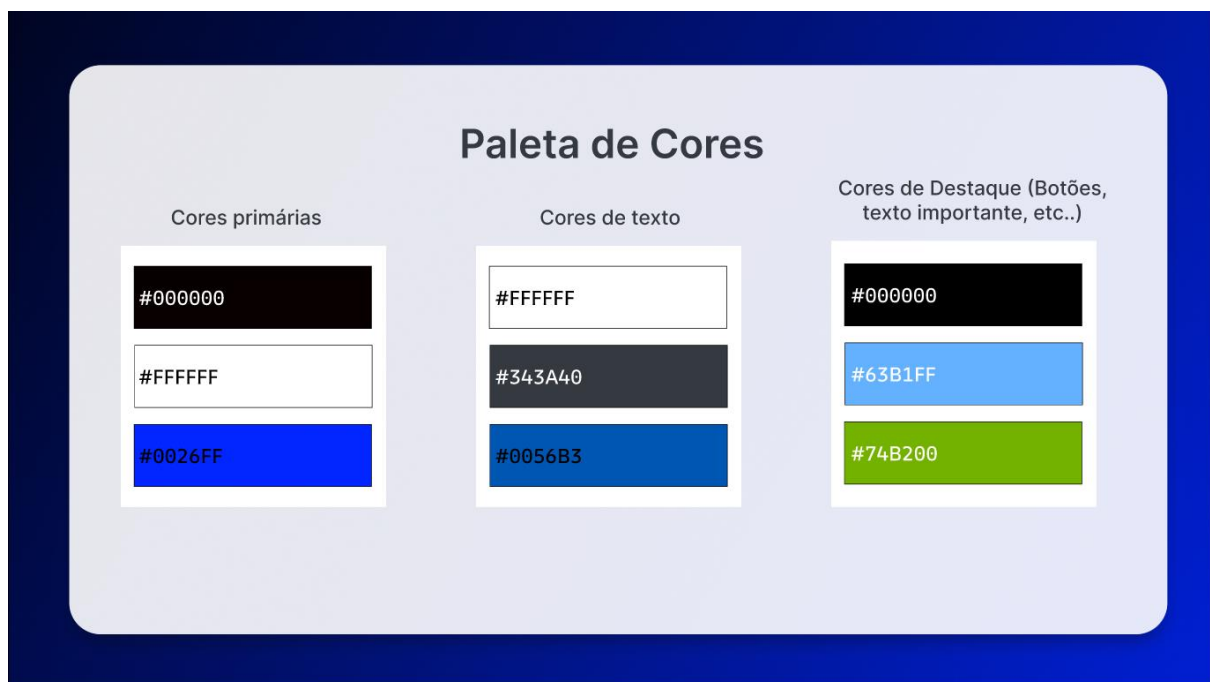 Paleta de Cores
Cores primárias
#000000
#FFFFFF
#0026FF
Cores de texto
#FFFFFF
#343A40
#0056B3
Cores de Destaque (Botões,
texto importante, etc..)
#000000
#63B1FF
#74B200